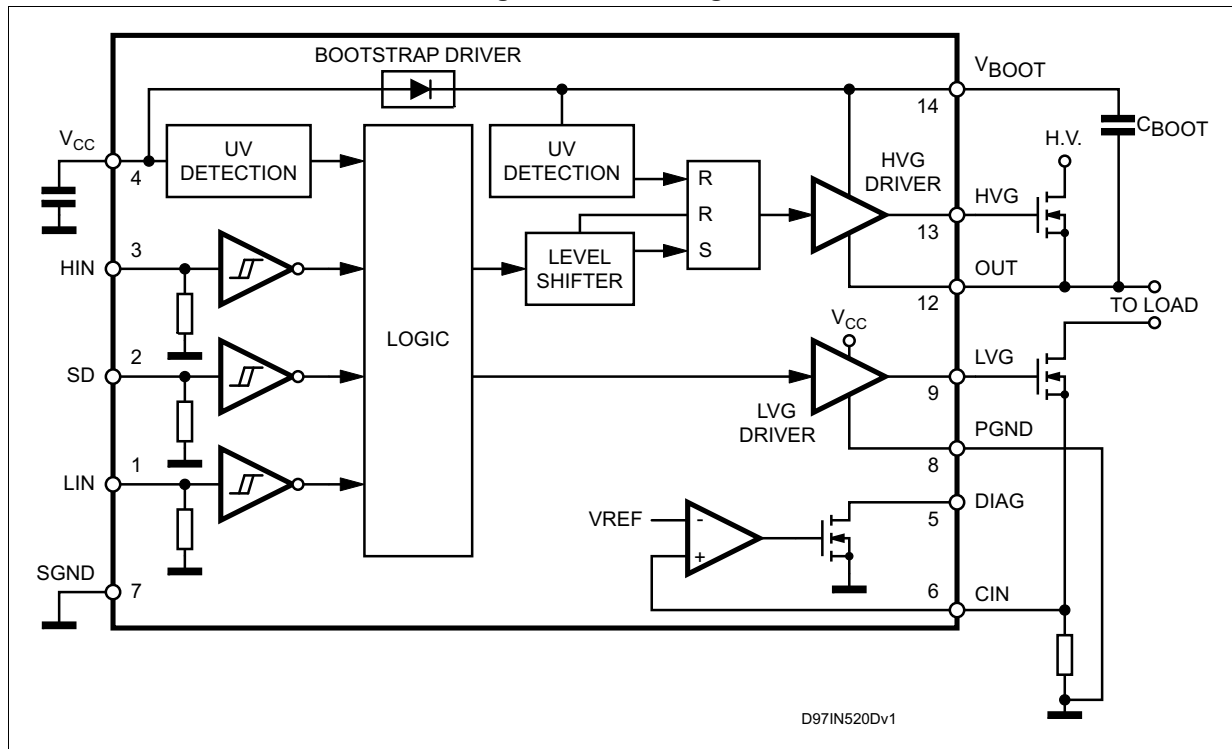 BOOTSTRAP DRIVER
VBOOT
14
CBOOT
H.V.
VCC
4
UV
DETECTION
UV
DETECTION
R
R
S
HVG
DRIVER
HVG
13
HIN
3
LEVEL
SHIFTER
OUT
12
TO LOAD
LOGIC
VCC
SD
2
LVG
9
LVG
DRIVER
PGND
8
LIN
1
DIAG
5
VREF
-
+
SGND
7
6
CIN
D97IN520Dv1